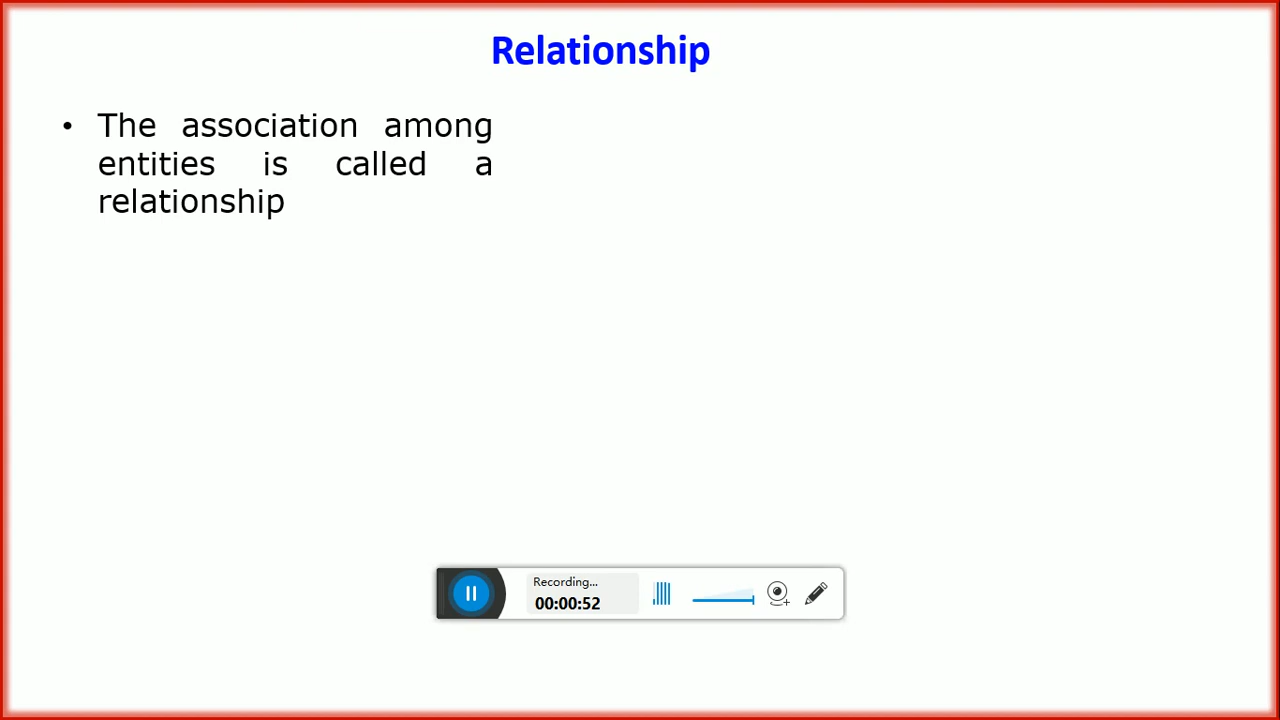 Relationship
• The association among
entities is called a
relationship
Recording...
00:00:52